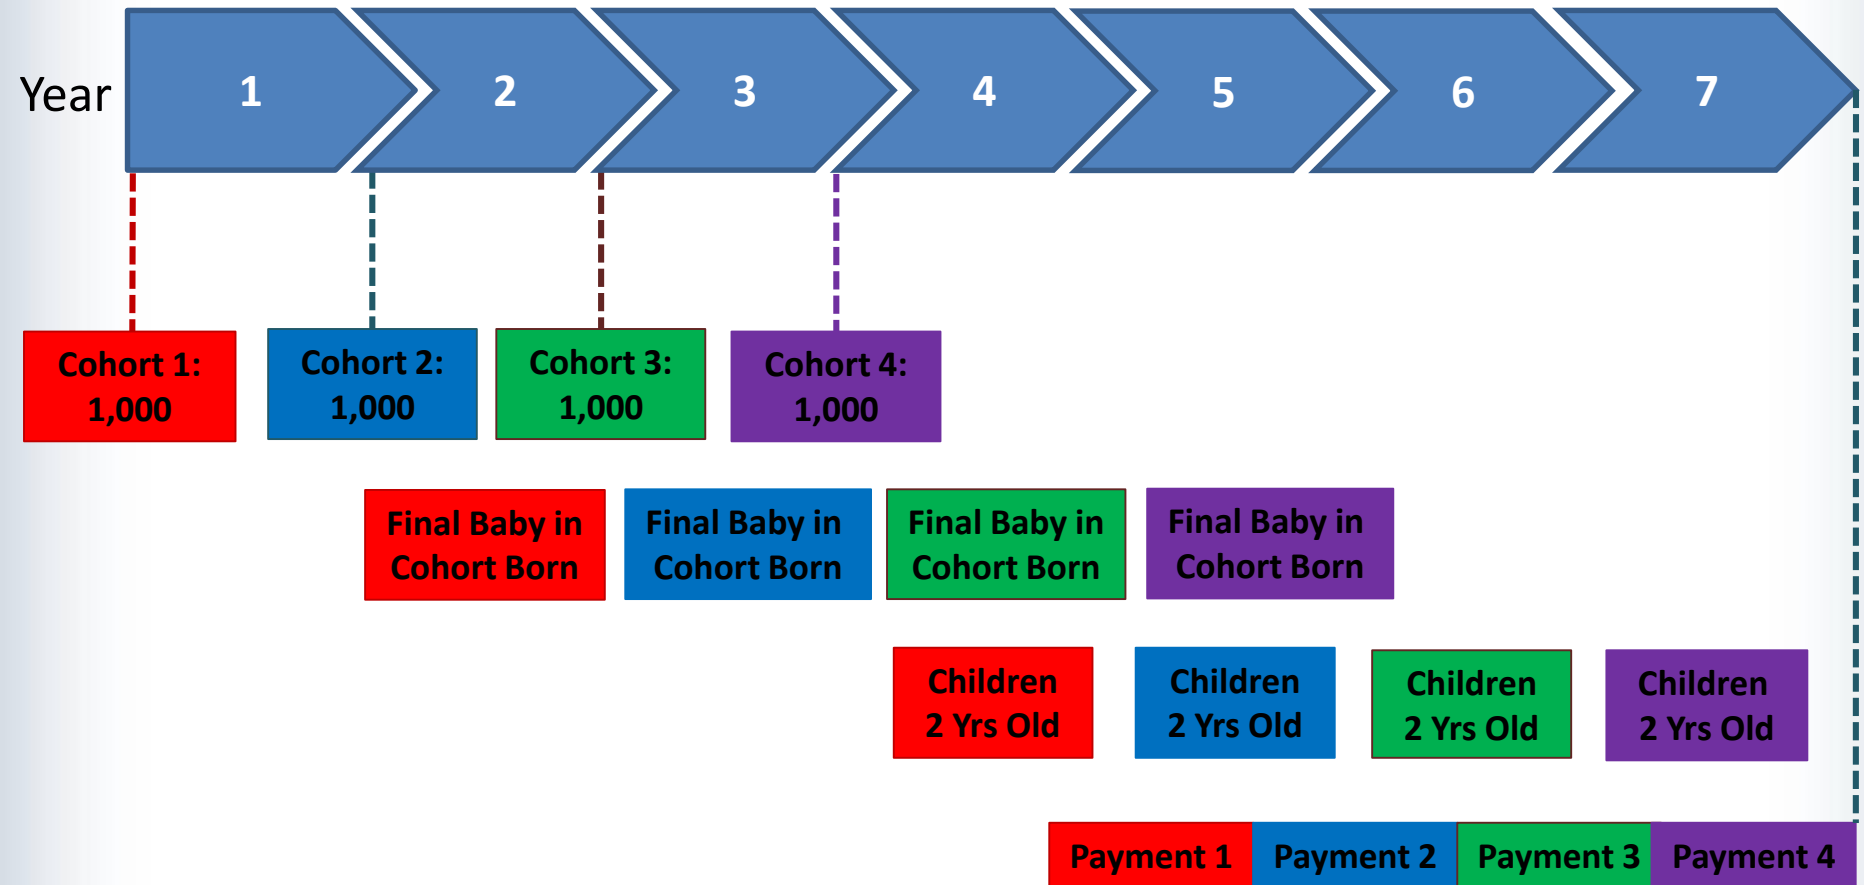 Year 1 2 3 4 5 6 7
Cohort 1:
1,000
Cohort 2:
1,000
Cohort 3:
1,000
Cohort 4:
1,000
Final Baby in
Cohort Born
Final Baby in
Cohort Born
Final Baby in
Cohort Born
Final Baby in
Cohort Born
Children
2 Yrs Old
Children
2 Yrs Old
Children
2 Yrs Old
Children
2 Yrs Old
Payment 1
Payment 2
Payment 3
Payment 4